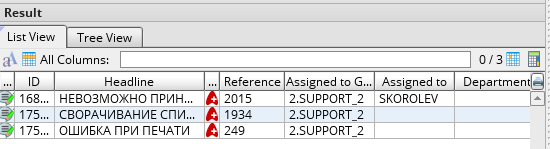 Result
List View Tree View
All Columns: 0 / 3
... ID Headline ... Reference Assigned to G... Assigned to Department
168... НЕВОЗМОЖНО ПРИН... 2015 2.SUPPORT_2 SKOROLEV
175... СВОРАЧИВАНИЕ СПИ... 1934 2.SUPPORT_2
175... ОШИБКА ПРИ ПЕЧАТИ 249 2.SUPPORT_2